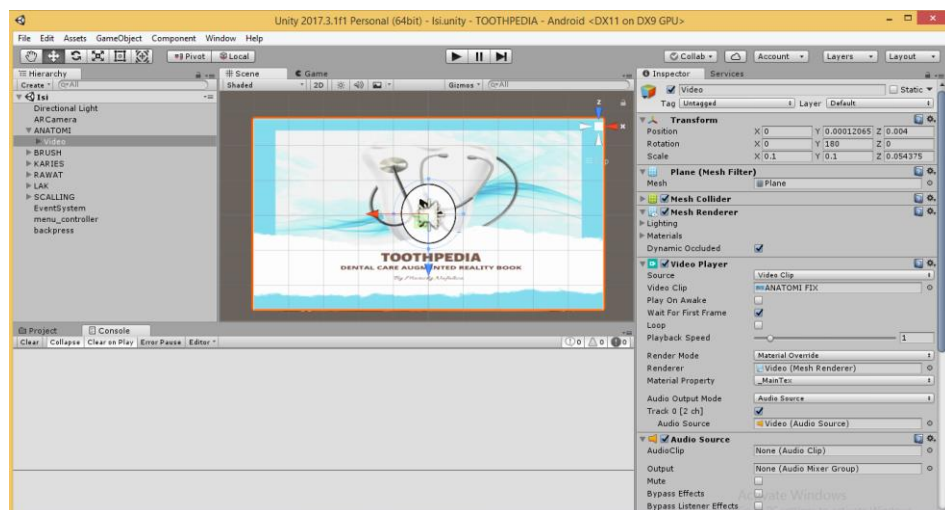 Unity 2017.3.1f1 Personal (64bit) - Isi.unity - TOOTHPEDIA - Android <DX11 on DX9 GPU>
File Edit Assets GameObject Component Window Help
Pivot Local Collab Account Layers Layout
Hierarchy
Create All
Isi
Directional Light
ARCamera
ANATOMI
Video
BRUSH
KARIES
RAWAT
LAK
SCALLING
EventSystem
menu_controller
backpress
Scene Game
Shaded 2D Gizmos All
z
x
TOOTHPEDIA
DENTAL CARE AUGMENTED REALITY BOOK
Project Console
Clear Collapse Clear on Play Error Pause Editor 0 0 0
Inspector Services
Video Static
Tag Untagged Layer Default
Transform
Position X 0 Y 0.00012065 Z 0.004
Rotation X 0 Y 180 Z 0
Scale X 0.1 Y 0.1 Z 0.054375
Plane (Mesh Filter)
Mesh Plane
Mesh Collider
Mesh Renderer
Lighting
Materials
Dynamic Occluded
Video Player
Source Video Clip
Video Clip ANATOMI FIX
Play On Awake
Wait For First Frame
Loop
Playback Speed 1
Render Mode Material Override
Renderer Video (Mesh Renderer)
Material Property _MainTex
Audio Output Mode Audio Source
Track 0 [2 ch]
Audio Source Video (Audio Source)
Audio Source
AudioClip None (Audio Clip)
Output None (Audio Mixer Group)
Mute
Bypass Effects
Bypass Listener Effects
Activate Windows